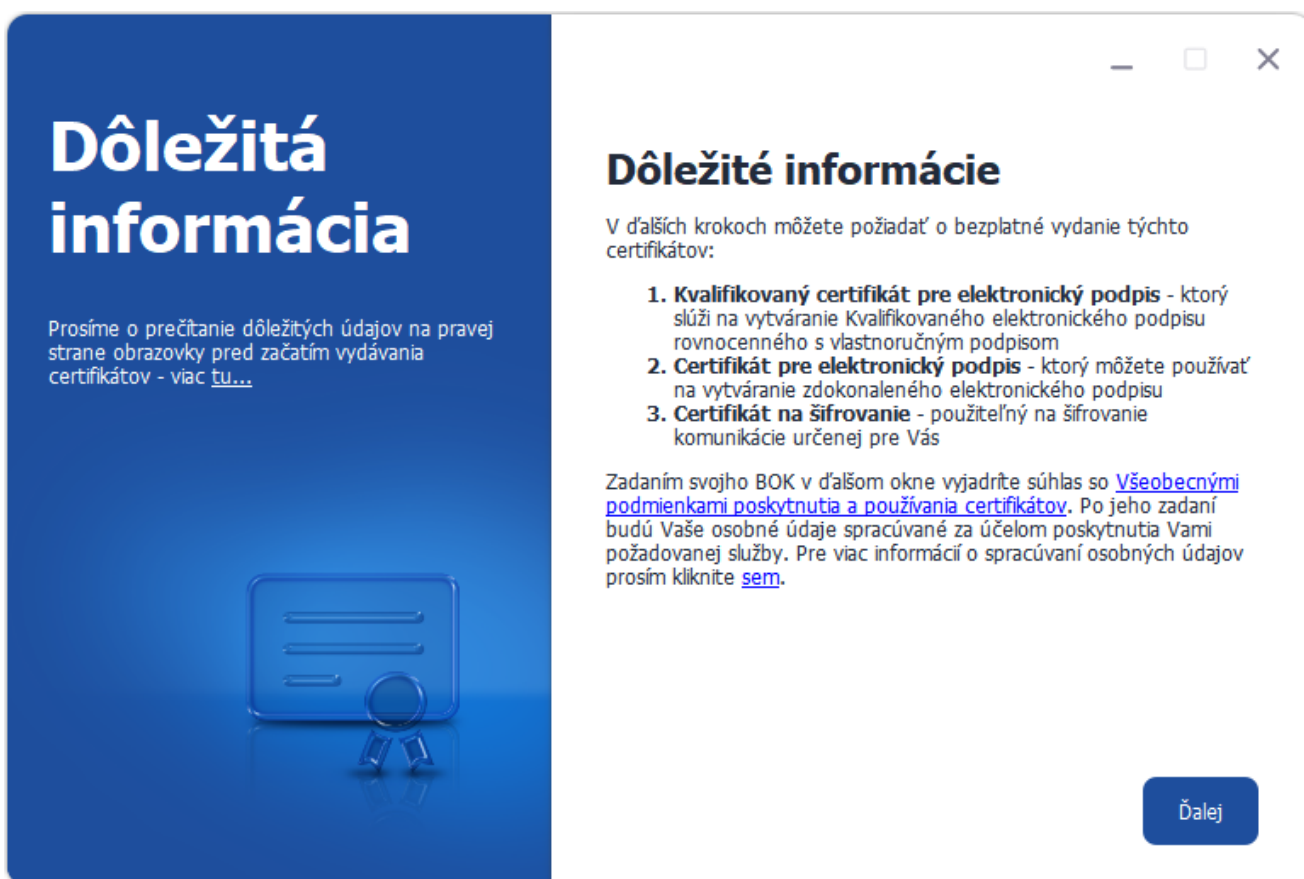 Dôležitá
informácia
Prosíme o prečítanie dôležitých údajov na pravej
strane obrazovky pred začatím vydávania
certifikátov - viac tu...
Dôležité informácie
V ďalších krokoch môžete požiadať o bezplatné vydanie týchto
certifikátov:
1. Kvalifikovaný certifikát pre elektronický podpis - ktorý
slúži na vytváranie Kvalifikovaného elektronického podpisu
rovnocenného s vlastnoručným podpisom
2. Certifikát pre elektronický podpis - ktorý môžete používať
na vytváranie zdokonaleného elektronického podpisu
3. Certifikát na šifrovanie - použiteľný na šifrovanie
komunikácie určenej pre Vás
Zadaním svojho BOK v ďalšom okne vyjadríte súhlas so Všeobecnými
podmienkami poskytnutia a používania certifikátov. Po jeho zadaní
budú Vaše osobné údaje spracúvané za účelom poskytnutia Vami
požadovanej služby. Pre viac informácií o spracúvaní osobných údajov
prosím kliknite sem.
Ďalej